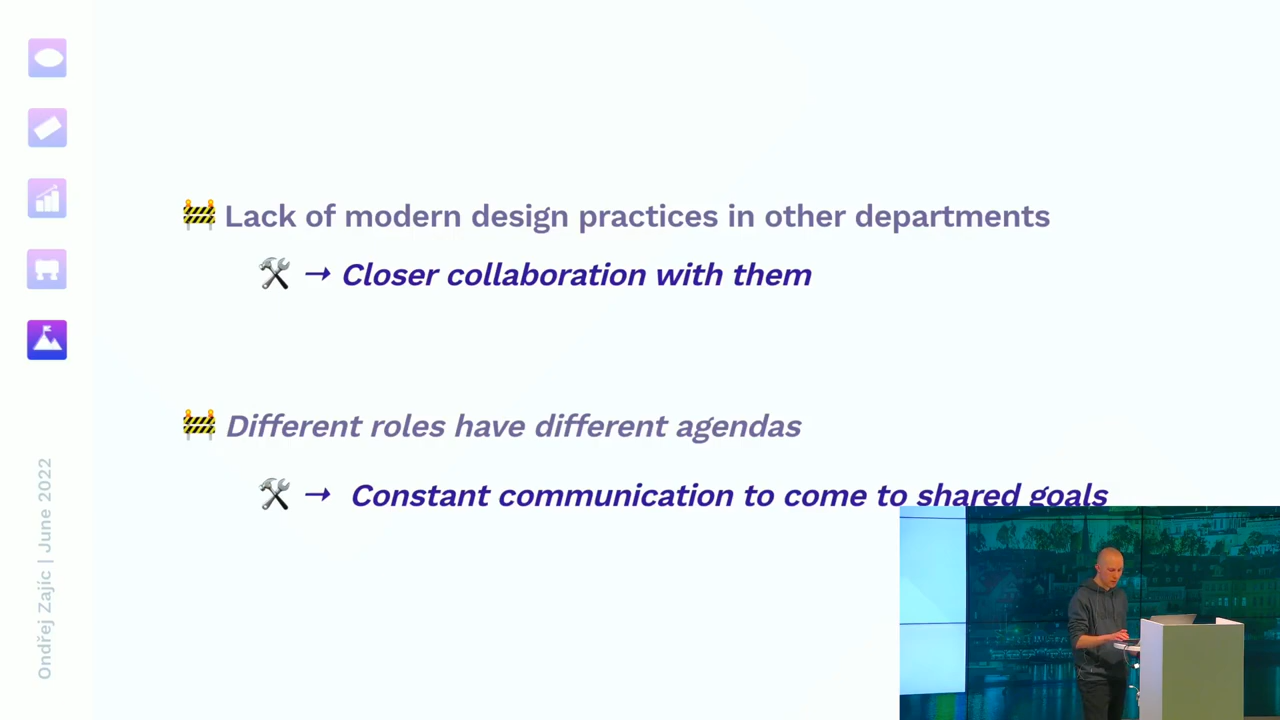 Lack of modern design practices in other departments
→ Closer collaboration with them
Different roles have different agendas
→ Constant communication to come to shared goals
Ondřej Zajíc | June 2022